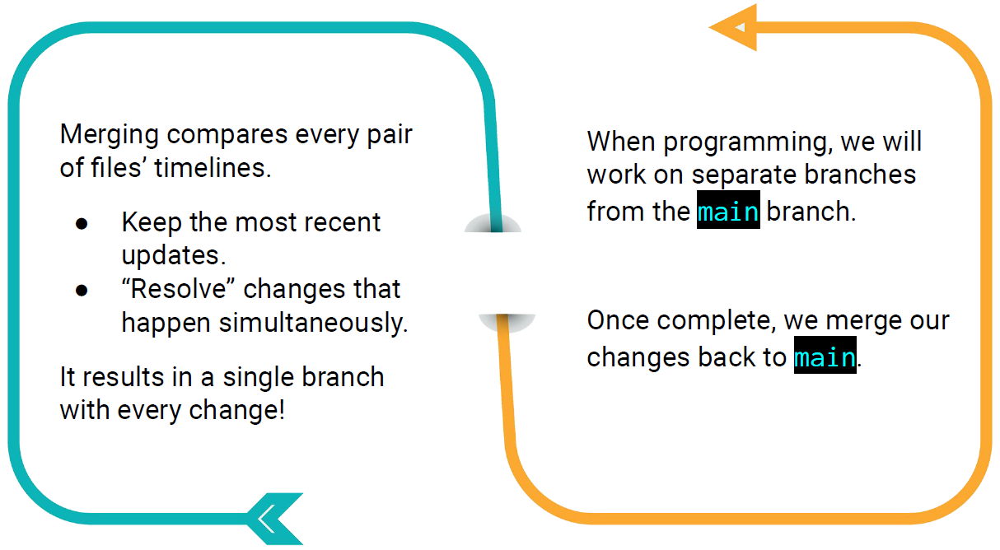 Merging compares every pair
of files’ timelines.
● Keep the most recent
updates.
● “Resolve” changes that
happen simultaneously.
It results in a single branch
with every change!
When programming, we will
work on separate branches
from the main branch.
Once complete, we merge our
changes back to main.